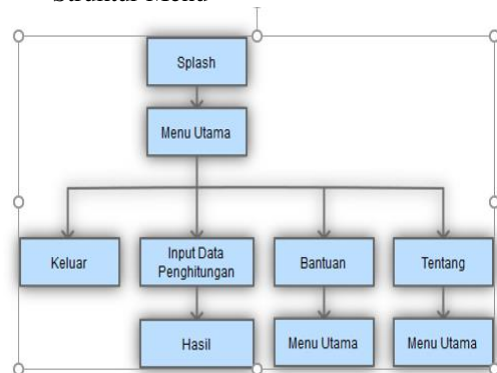 Struktur Menu
Splash
Menu Utama
Keluar
Input Data
Penghitungan
Bantuan
Tentang
Hasil
Menu Utama
Menu Utama